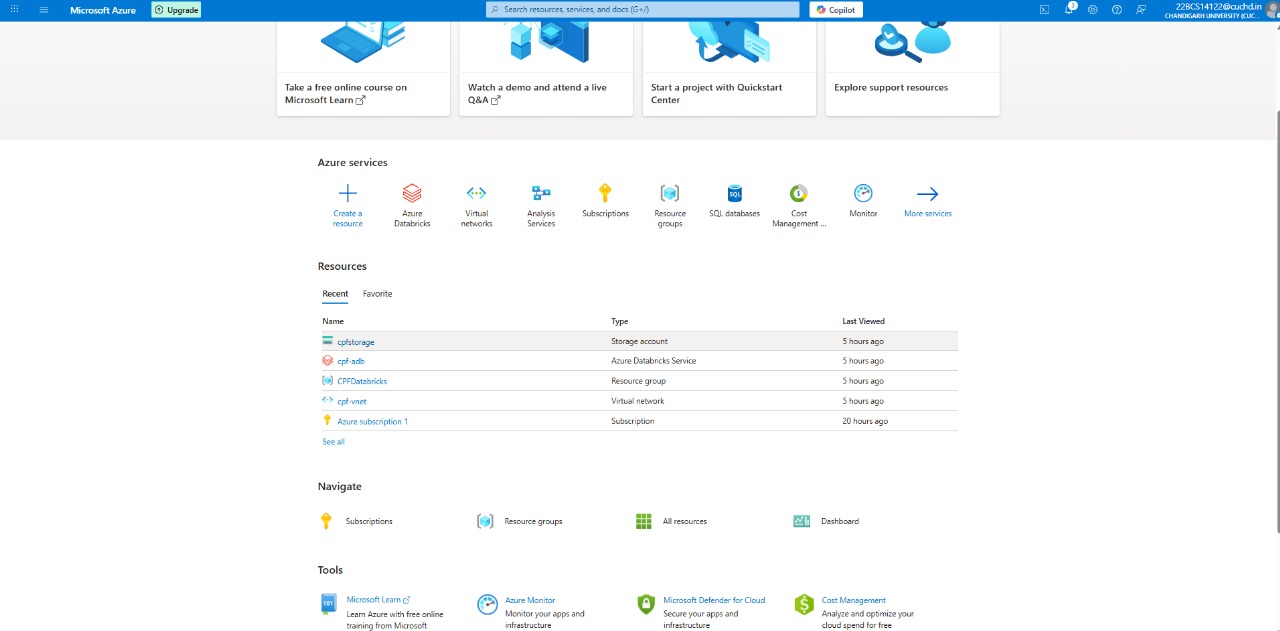 Microsoft Azure
Upgrade
Search resources, services, and docs (G+/)
Copilot
3
22BCS14122@cuchd.in
CHANDIGARH UNIVERSITY (CUC...
Take a free online course on
Microsoft Learn
Watch a demo and attend a live
Q&A
Start a project with Quickstart
Center
Explore support resources
Azure services
Create a
resource
Azure
Databricks
Virtual
networks
Analysis
Services
Subscriptions
Resource
groups
SQL
SQL databases
Cost
Management ...
Monitor
More services
Resources
Recent Favorite
Name Type Last Viewed
cpfstorage Storage account 5 hours ago
cpf-adb Azure Databricks Service 5 hours ago
CPFDatabricks Resource group 5 hours ago
cpf-vnet Virtual network 5 hours ago
Azure subscription 1 Subscription 20 hours ago
See all
Navigate
Subscriptions Resource groups All resources Dashboard
Tools
101
Microsoft Learn
Learn Azure with free online
training from Microsoft
Azure Monitor
Monitor your apps and
infrastructure
Microsoft Defender for Cloud
Secure your apps and
infrastructure
Cost Management
Analyze and optimize your
cloud spend for free